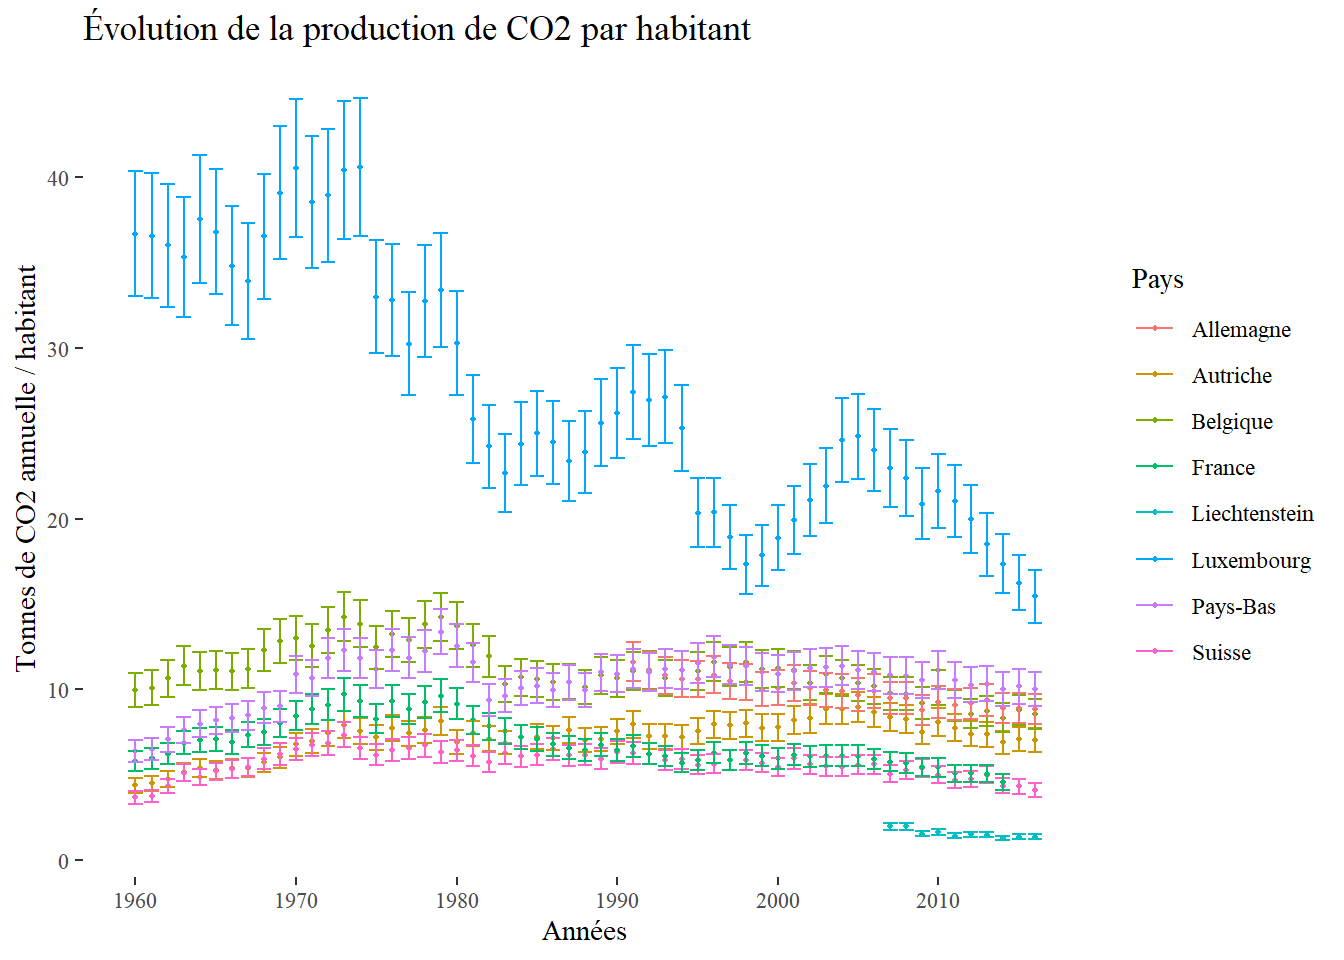 Évolution de la production de CO2 par habitant
Tonnes de CO2 annuelle / habitant
40
30
20
10
0
1960 1970 1980 1990 2000 2010
Années
Pays
Allemagne
Autriche
Belgique
France
Liechtenstein
Luxembourg
Pays-Bas
Suisse